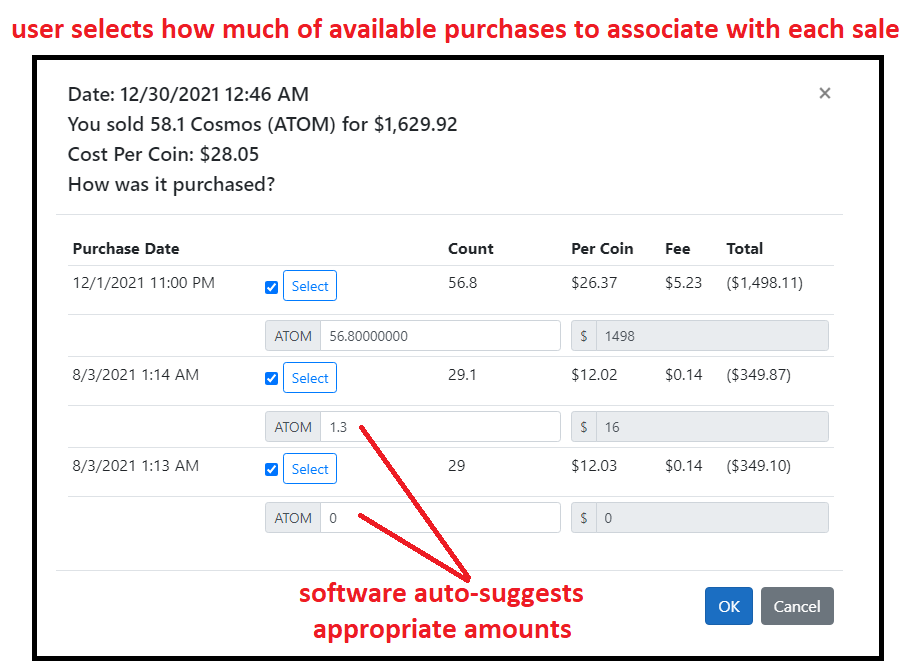 user selects how much of available purchases to associate with each sale
Date: 12/30/2021 12:46 AM
×
You sold 58.1 Cosmos (ATOM) for $1,629.92
Cost Per Coin: $28.05
How was it purchased?
Purchase Date Count Per Coin Fee Total
12/1/2021 11:00 PM Select 56.8 $26.37 $5.23 ($1,498.11)
ATOM 56.80000000 $ 1498
8/3/2021 1:14 AM Select 29.1 $12.02 $0.14 ($349.87)
ATOM 1.3 $ 16
8/3/2021 1:13 AM Select 29 $12.03 $0.14 ($349.10)
ATOM 0 $ 0
software auto-suggests
appropriate amounts
OK Cancel